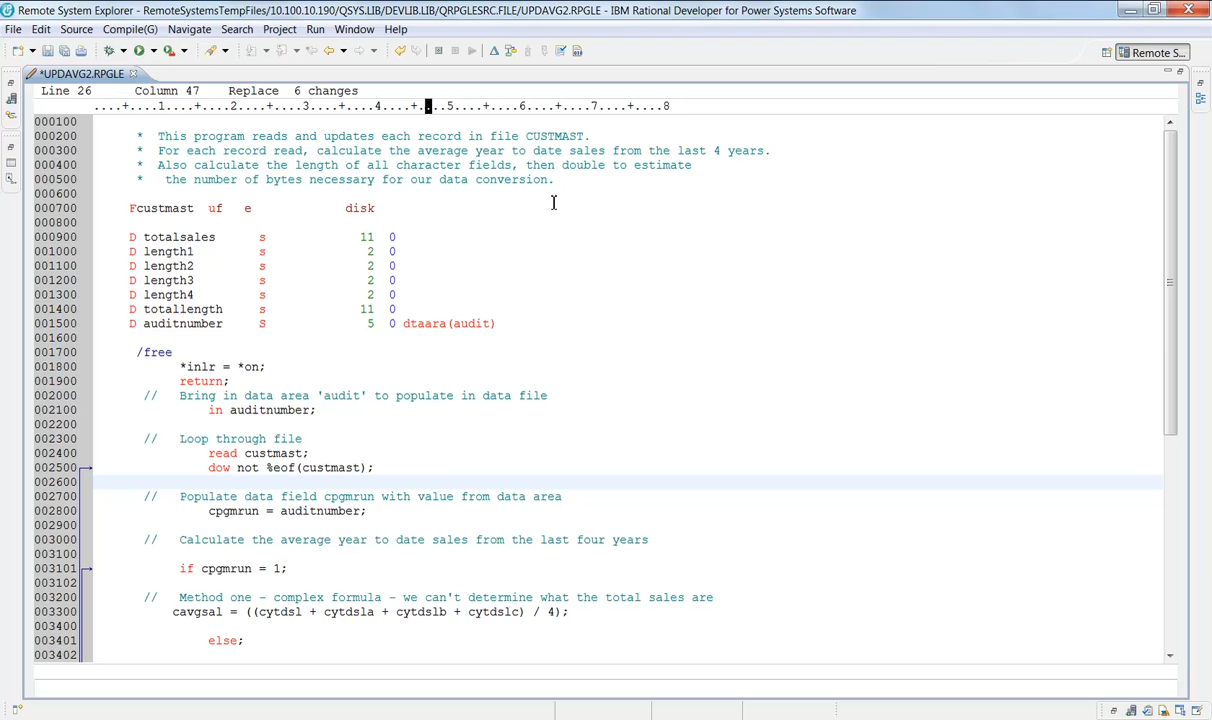 Remote System Explorer - RemoteSystemsTempFiles/10.100.10.190/QSYS.LIB/DEVLIB.LIB/QRPGLESRC.FILE/UPDAVG2.RPGLE - IBM Rational Developer for Power Systems Software
File Edit Source Compile(G) Navigate Search Project Run Window Help
Remote S...
*UPDAVG2.RPGLE
Line 26 Column 47 Replace 6 changes
....+....1....+....2....+....3....+....4....+....5....+....6....+....7....+....8
000100
000200 * This program reads and updates each record in file CUSTMAST.
000300 * For each record read, calculate the average year to date sales from the last 4 years.
000400 * Also calculate the length of all character fields, then double to estimate
000500 * the number of bytes necessary for our data conversion.
000600
000700 Fcustmast uf e disk
000800
000900 D totalsales s 11 0
001000 D length1 s 2 0
001100 D length2 s 2 0
001200 D length3 s 2 0
001300 D length4 s 2 0
001400 D totallength s 11 0
001500 D auditnumber S 5 0 dtaara(audit)
001600
001700 /free
001800 *inlr = *on;
001900 return;
002000 // Bring in data area 'audit' to populate in data file
002100 in auditnumber;
002200
002300 // Loop through file
002400 read custmast;
002500 dow not %eof(custmast);
002600
002700 // Populate data field cpgmrun with value from data area
002800 cpgmrun = auditnumber;
002900
003000 // Calculate the average year to date sales from the last four years
003100
003101 if cpgmrun = 1;
003102
003200 // Method one - complex formula - we can't determine what the total sales are
003300 cavgsal = ((cytdsl + cytdsla + cytdslb + cytdslc) / 4);
003400
003401 else;
003402